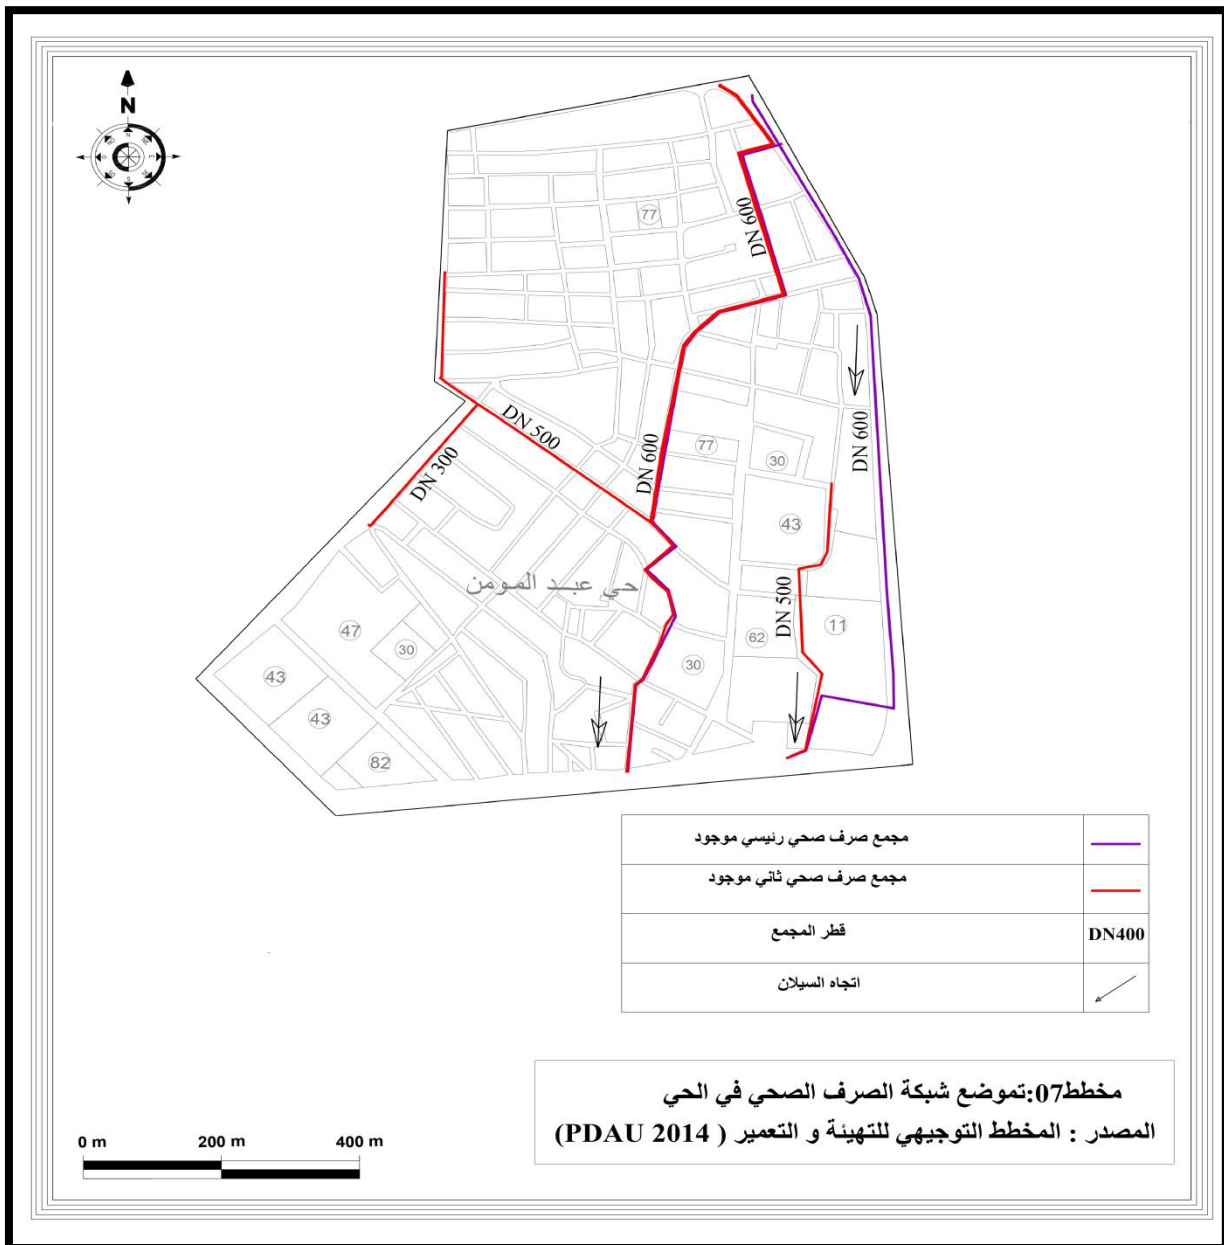 N
77
DN 600
DN 600
DN 500
DN 600
77
30
DN 300
43
حي عبد المومن
DN 500
47
30
11
62
30
43
43
82
مجمع صرف صحي رئيسي موجود
مجمع صرف صحي ثاني موجود
قطر المجمع DN400
اتجاه السيلان
مخطط07:تموضع شبكة الصرف الصحي في الحي
المصدر : المخطط التوجيهي للتهيئة و التعمير ( PDAU 2014)
0 m 200 m 400 m